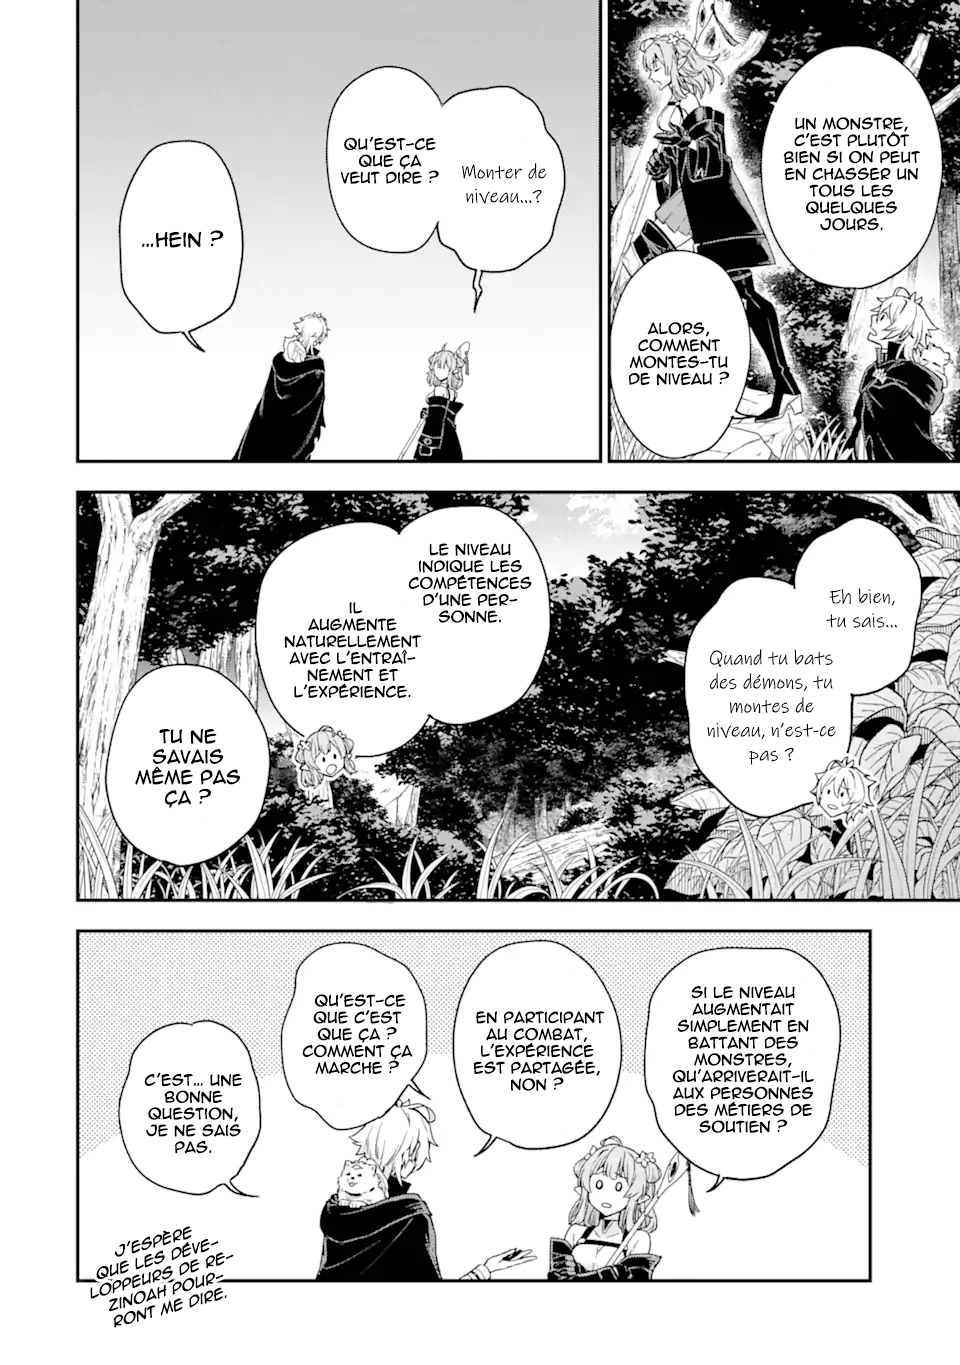 UN MONSTRE,
C'EST PLUTÔT
BIEN SI ON PEUT
EN CHASSER UN
TOUS LES
QUELQUES
JOURS.
ALORS,
COMMENT
MONTES-TU
DE NIVEAU ?
Monter de
niveau...?
QU'EST-CE
QUE ÇA
VEUT DIRE ?
...HEIN ?
Eh bien,
tu sais...
Quand tu bats
des démons, tu
montes de
niveau, n'est-ce
pas ?
LE NIVEAU
INDIQUE LES
COMPÉTENCES
D'UNE PER-
SONNE.
IL
AUGMENTE
NATURELLEMENT
AVEC L'ENTRAÎ-
NEMENT ET
L'EXPÉRIENCE.
TU NE
SAVAIS
MÊME PAS
ÇA ?
SI LE NIVEAU
AUGMENTAIT
SIMPLEMENT EN
BATTANT DES
MONSTRES,
QU'ARRIVERAIT-IL
AUX PERSONNES
DES MÉTIERS DE
SOUTIEN ?
EN PARTICIPANT
AU COMBAT,
L'EXPÉRIENCE
EST PARTAGÉE,
NON ?
QU'EST-CE
QUE C'EST
QUE ÇA ?
COMMENT ÇA
MARCHE ?
C'EST... UNE
BONNE
QUESTION,
JE NE SAIS
PAS.
J'ESPÈRE
QUE LES DÉVE-
LOPPEURS DE RE-
ZINOAH POUR-
RONT ME DIRE.